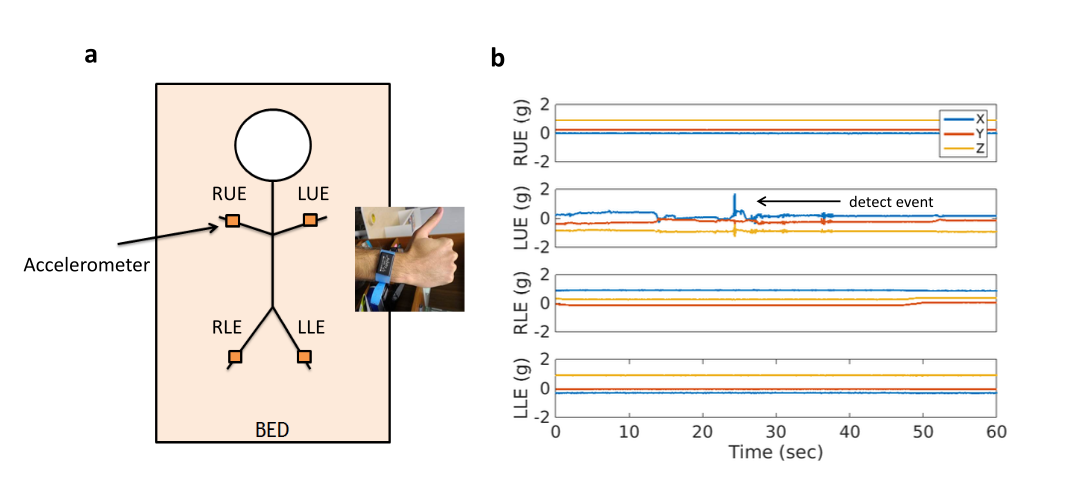 a
RUE
LUE
Accelerometer
RLE
LLE
BED
b
RUE (g)
2
0
-2
X
Y
Z
LUE (g)
2
0
-2
detect event
RLE (g)
2
0
-2
LLE (g)
2
0
-2
0 10 20 30 40 50 60
Time (sec)